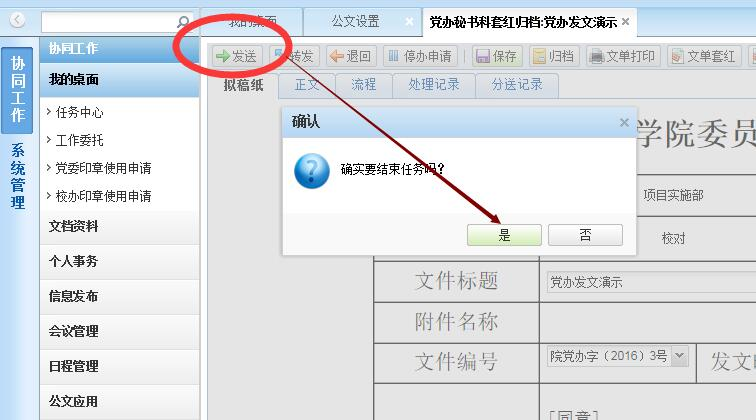 我的桌面
公文设置
党办秘书科套红归档:党办发文演示
协同工作
系统管理
协同工作
我的桌面
任务中心
工作委托
党委印章使用申请
校办印章使用申请
文档资料
个人事务
信息发布
会议管理
日程管理
公文应用
发送
转发
退回
停办申请
保存
归档
文单打印
文单套红
拟稿纸
正文
流程
处理记录
分送记录
确认
确实要结束任务吗?
是
否
学院委员
项目实施部
校对
文件标题
党办发文演示
附件名称
文件编号
院党办字（2016）3号
发文
[同意]